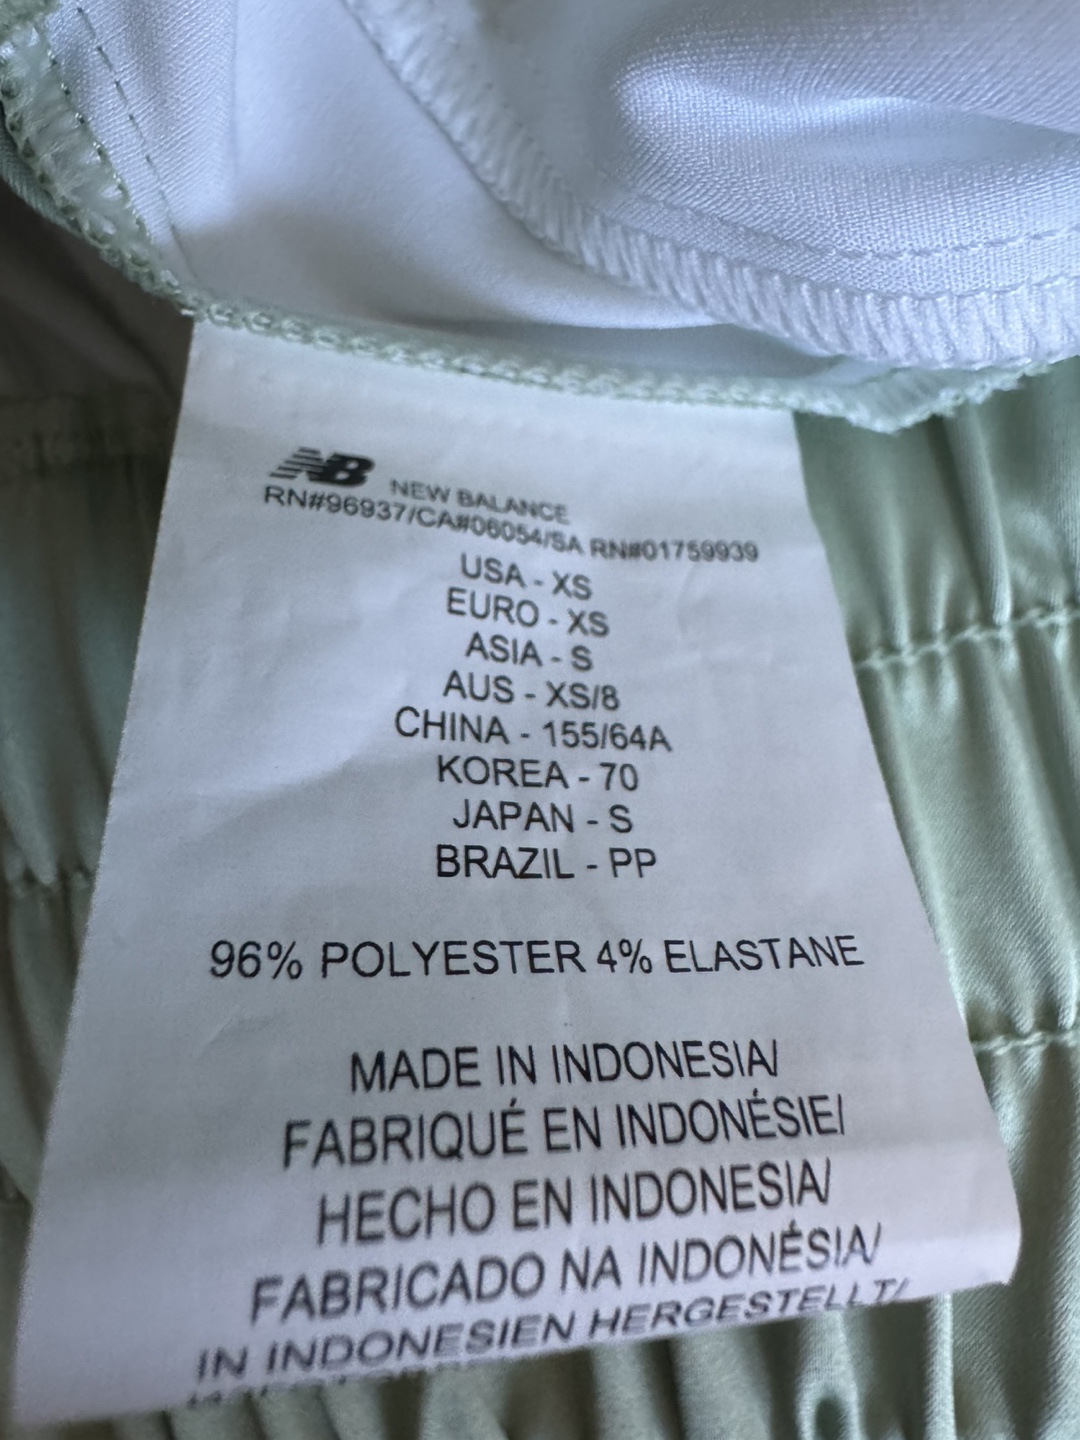 NB NEW BALANCE
RN#96937/CA#06054/SA RN#01759939
USA - XS
EURO - XS
ASIA - S
AUS - XS/8
CHINA - 155/64A
KOREA - 70
JAPAN - S
BRAZIL - PP
96% POLYESTER 4% ELASTANE
MADE IN INDONESIA/
FABRIQUÉ EN INDONÉSIE/
HECHO EN INDONESIA/
FABRICADO NA INDONÉSIA/
IN INDONESIEN HERGESTELLT/